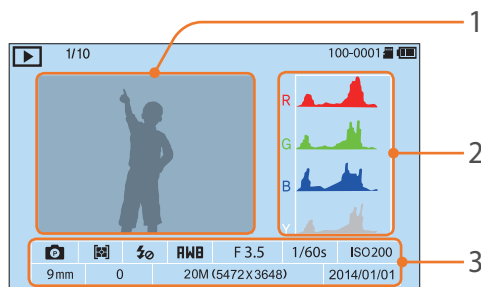 1
1/10
100-0001
R
G
2
B
Y
P
AWB
F 3.5
1/60s
ISO200
3
9mm
0
20M (5472X3648)
2014/01/01